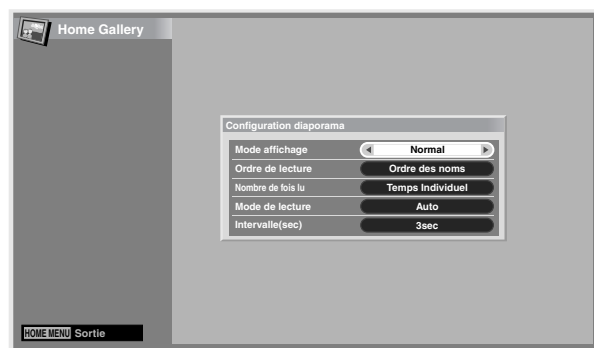 Home Gallery
Configuration diaporama
Mode affichage Normal
Ordre de lecture Ordre des noms
Nombre de fois lu Temps Individuel
Mode de lecture Auto
Intervalle(sec) 3sec
HOME MENU Sortie